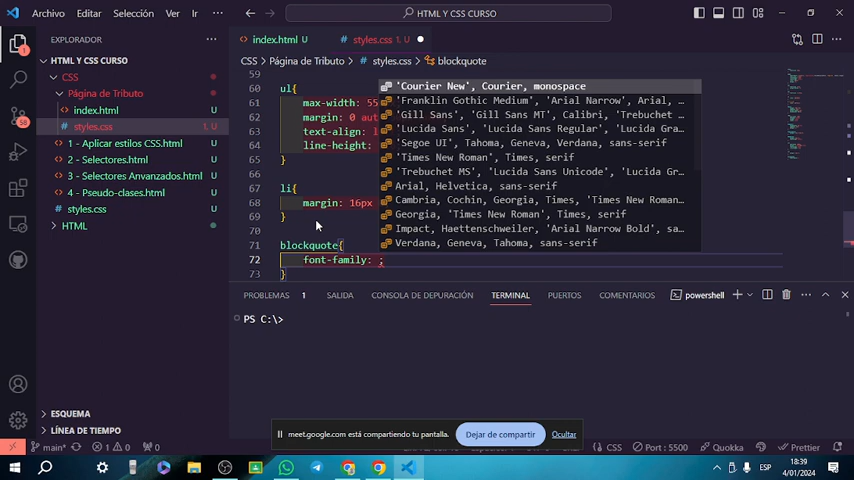 Archivo Editar Selección Ver Ir ··· HTML Y CSS CURSO
EXPLORADOR ··· index.html U styles.css 1, U
CSS > Página de Tributo > styles.css > blockquote
HTML Y CSS CURSO
CSS
Página de Tributo
index.html U
styles.css 1, U
1 - Aplicar estilos CSS.html U
2 - Selectores.html U
3 - Selectores Anvanzados.html U
4 - Pseudo-clases.html U
styles.css U
HTML
ESQUEMA
LÍNEA DE TIEMPO
1
58
59
60 ul{
61 max-width: 55
62 margin: 0 aut
63 text-align: l
64 line-height:
65 }
66
67 li{
68 margin: 16px
69 }
70
71 blockquote{
72 font-family: ;
73 }
'Courier New', Courier, monospace
'Franklin Gothic Medium', 'Arial Narrow', Arial, …
'Gill Sans', 'Gill Sans MT', Calibri, 'Trebuchet …
'Lucida Sans', 'Lucida Sans Regular', 'Lucida Gra…
'Segoe UI', Tahoma, Geneva, Verdana, sans-serif
'Times New Roman', Times, serif
'Trebuchet MS', 'Lucida Sans Unicode', 'Lucida Gr…
Arial, Helvetica, sans-serif
Cambria, Cochin, Georgia, Times, 'Times New Roman…
Georgia, 'Times New Roman', Times, serif
Impact, Haettenschweiler, 'Arial Narrow Bold', sa…
Verdana, Geneva, Tahoma, sans-serif
PROBLEMAS 1 SALIDA CONSOLA DE DEPURACIÓN TERMINAL PUERTOS COMENTARIOS powershell
PS C:\>
meet.google.com está compartiendo tu pantalla. Dejar de compartir Ocultar
main* 1 0 0 CSS Port : 5500 Quokka Prettier
ESP 18:39
4/01/2024